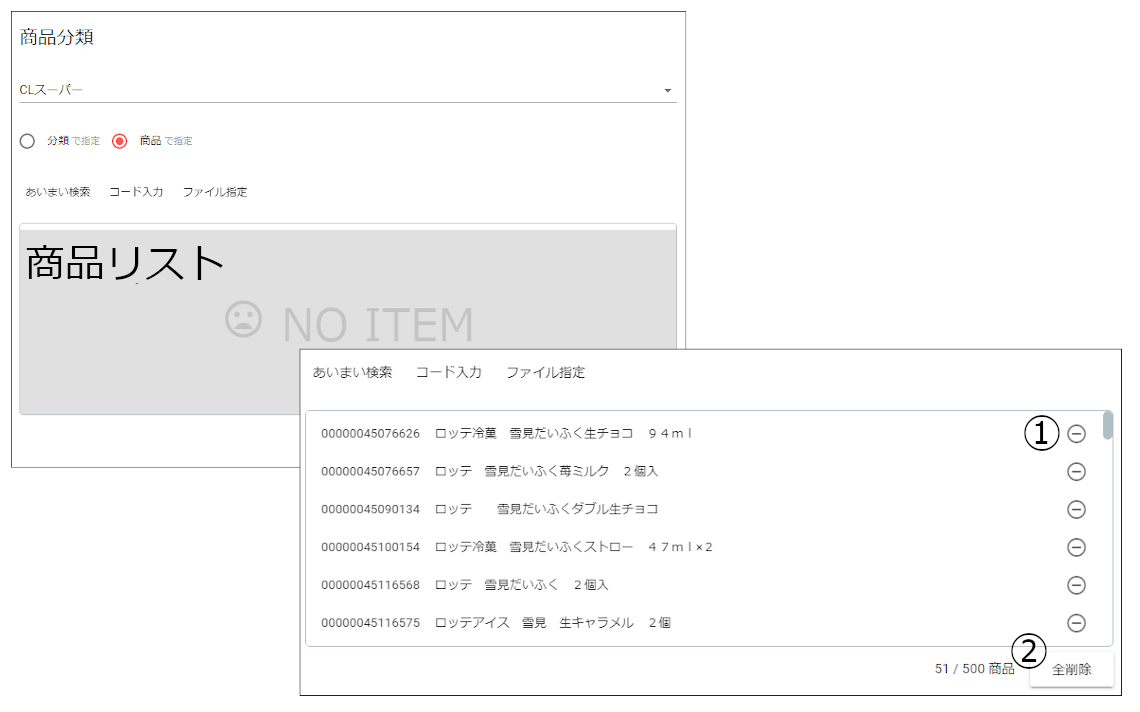 商品分類
CLスーパー
分類 で指定 商品 で指定
あいまい検索 コード入力 ファイル指定
商品リスト
NO ITEM
あいまい検索 コード入力 ファイル指定
00000045076626 ロッテ冷菓　雪見だいふく生チョコ　９４ｍｌ ①
00000045076657 ロッテ　雪見だいふく苺ミルク　２個入
00000045090134 ロッテ　　雪見だいふくダブル生チョコ
00000045100154 ロッテ冷菓　雪見だいふくストロー　４７ｍｌ×２
00000045116568 ロッテ　雪見だいふく　２個入
00000045116575 ロッテアイス　雪見　生キャラメル　２個
51 / 500 商品 ② 全削除